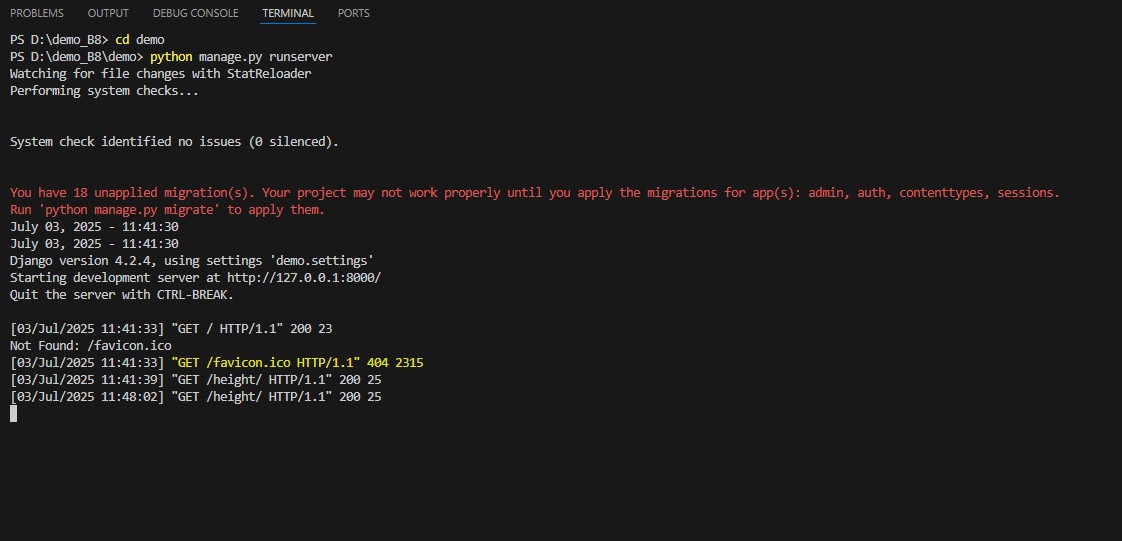 PROBLEMS OUTPUT DEBUG CONSOLE TERMINAL PORTS
PS D:\demo_B8> cd demo
PS D:\demo_B8\demo> python manage.py runserver
Watching for file changes with StatReloader
Performing system checks...
System check identified no issues (0 silenced).
You have 18 unapplied migration(s). Your project may not work properly until you apply the migrations for app(s): admin, auth, contenttypes, sessions.
Run 'python manage.py migrate' to apply them.
July 03, 2025 - 11:41:30
July 03, 2025 - 11:41:30
Django version 4.2.4, using settings 'demo.settings'
Starting development server at http://127.0.0.1:8000/
Quit the server with CTRL-BREAK.
[03/Jul/2025 11:41:33] "GET / HTTP/1.1" 200 23
Not Found: /favicon.ico
[03/Jul/2025 11:41:33] "GET /favicon.ico HTTP/1.1" 404 2315
[03/Jul/2025 11:41:39] "GET /height/ HTTP/1.1" 200 25
[03/Jul/2025 11:48:02] "GET /height/ HTTP/1.1" 200 25